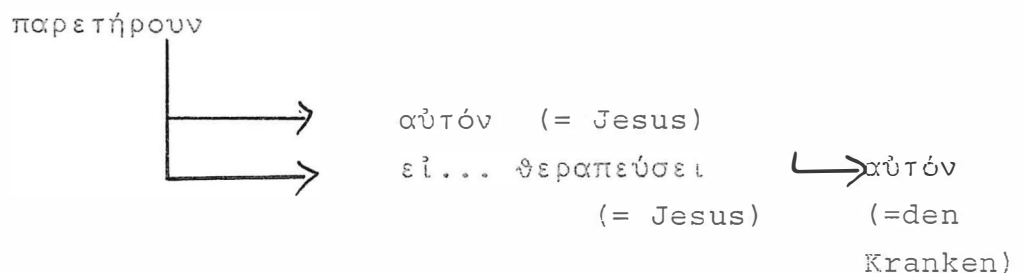 παρετήρουν
αὐτόν (= Jesus)
εἰ... θεραπεύσει αὐτόν
(= Jesus) (=den
Kranken)